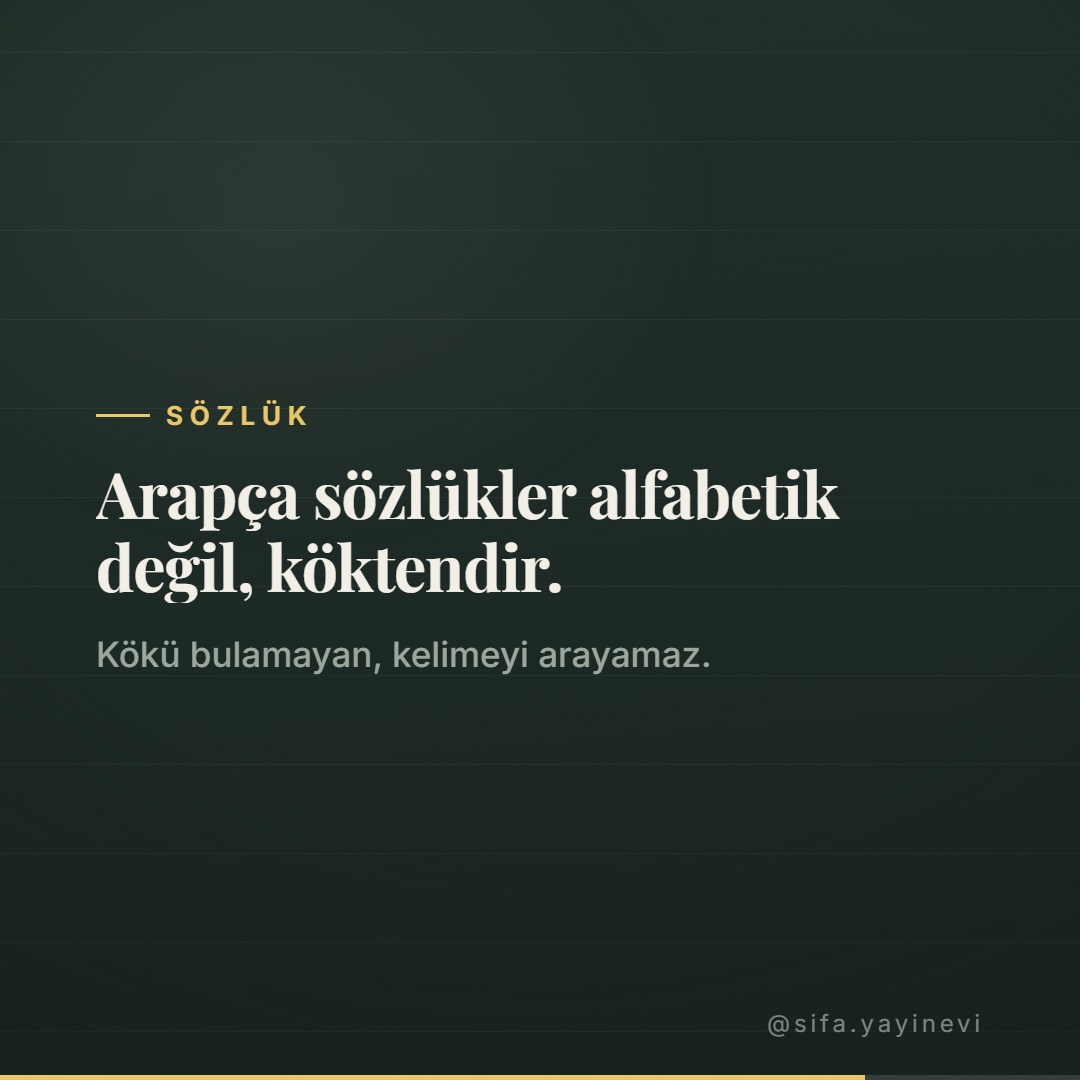 SÖZLÜK
Arapça sözlükler alfabetik
değil, köktendir.
Kökü bulamayan, kelimeyi arayamaz.
@sifa.yayinevi